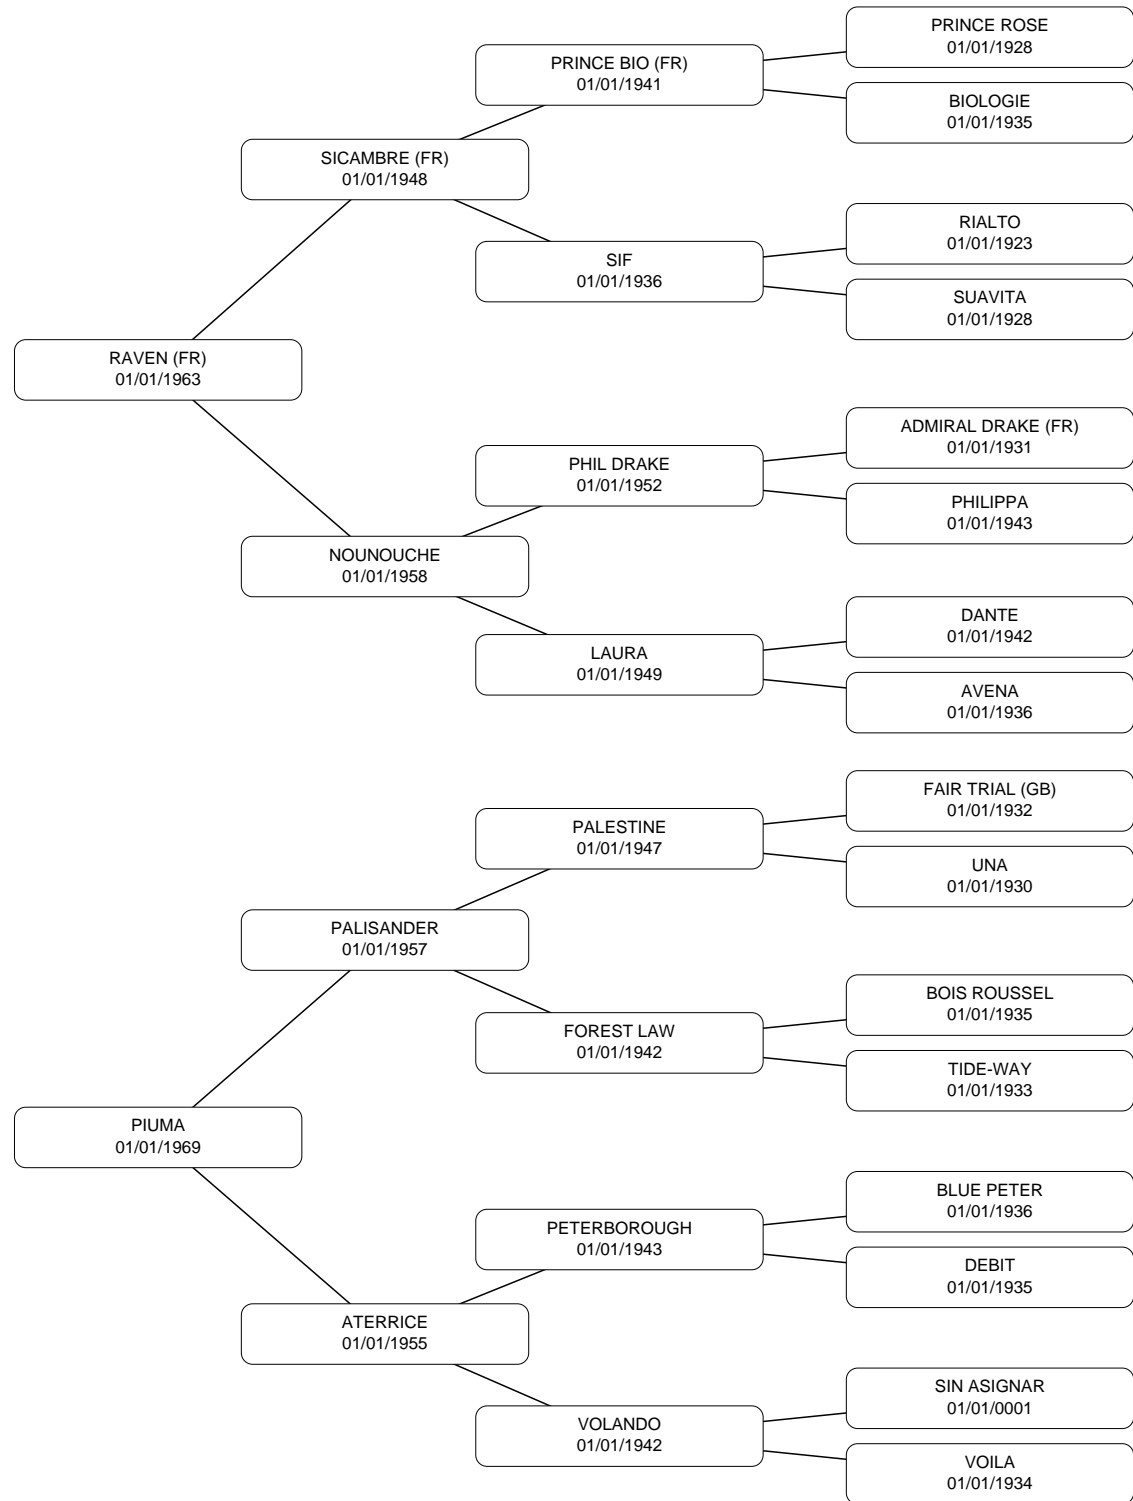 PRINCE ROSE
01/01/1928
PRINCE BIO (FR)
01/01/1941
BIOLOGIE
01/01/1935
SICAMBRE (FR)
01/01/1948
RIALTO
01/01/1923
SIF
01/01/1936
SUAVITA
01/01/1928
RAVEN (FR)
01/01/1963
ADMIRAL DRAKE (FR)
01/01/1931
PHIL DRAKE
01/01/1952
PHILIPPA
01/01/1943
NOUNOUCHE
01/01/1958
DANTE
01/01/1942
LAURA
01/01/1949
AVENA
01/01/1936
FAIR TRIAL (GB)
01/01/1932
PALESTINE
01/01/1947
UNA
01/01/1930
PALISANDER
01/01/1957
BOIS ROUSSEL
01/01/1935
FOREST LAW
01/01/1942
TIDE-WAY
01/01/1933
PIUMA
01/01/1969
BLUE PETER
01/01/1936
PETERBOROUGH
01/01/1943
DEBIT
01/01/1935
ATERRICE
01/01/1955
SIN ASIGNAR
01/01/0001
VOLANDO
01/01/1942
VOILA
01/01/1934